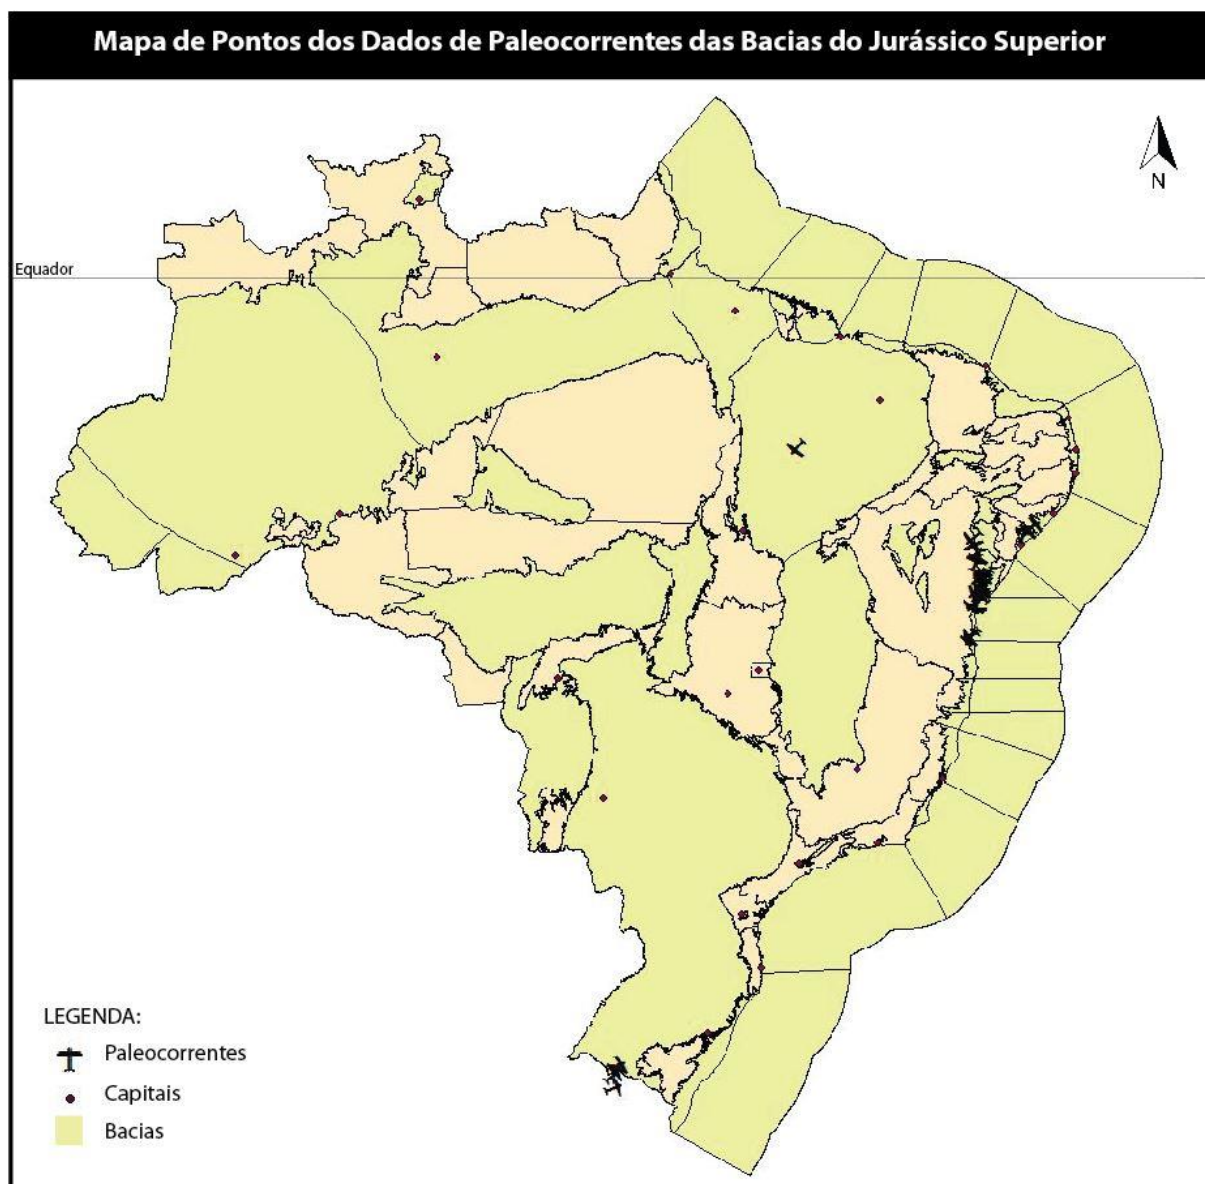 Mapa de Pontos dos Dados de Paleocorrentes das Bacias do Jurássico Superior
N
Equador
LEGENDA:
Paleocorrentes
Capitais
Bacias